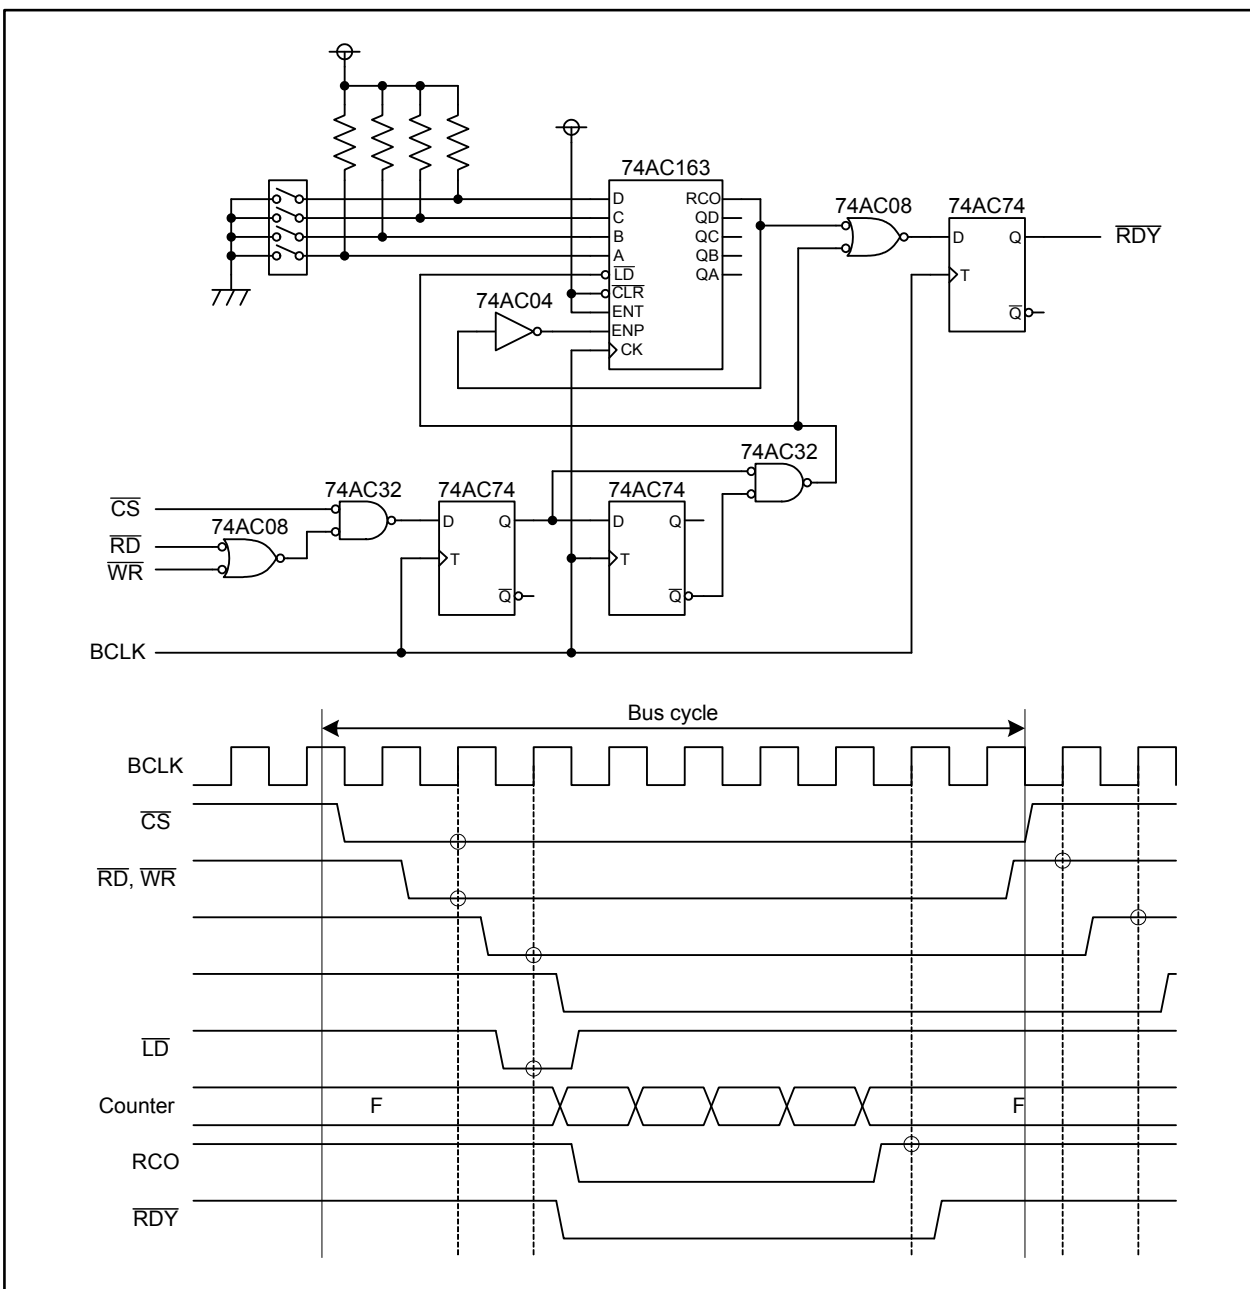 74AC163
D
C
B
A
LD
CLR
ENT
ENP
CK
RCO
QD
QC
QB
QA
74AC04
74AC08
74AC74
D
Q
T
Q
RDY
74AC32
CS
RD
WR
74AC08
74AC32
74AC74
D
Q
T
Q
74AC74
D
Q
T
Q
BCLK
Bus cycle
BCLK
CS
RD, WR
LD
Counter
F
F
RCO
RDY